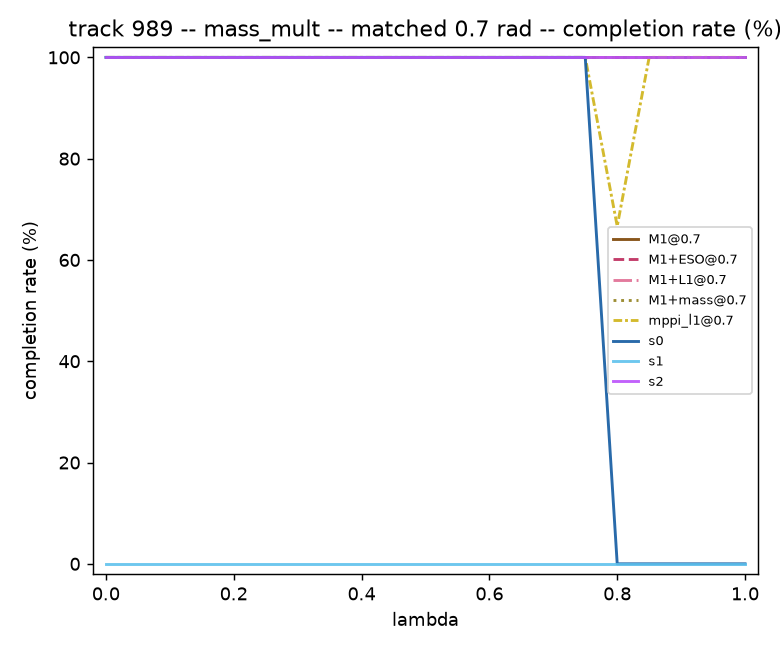 track 989 -- mass_mult -- matched 0.7 rad -- completion rate (%)
completion rate (%)
100
80
60
40
20
0
0.0
0.2
0.4
0.6
0.8
1.0
lambda
M1@0.7
M1+ESO@0.7
M1+L1@0.7
M1+mass@0.7
mppi_l1@0.7
s0
s1
s2